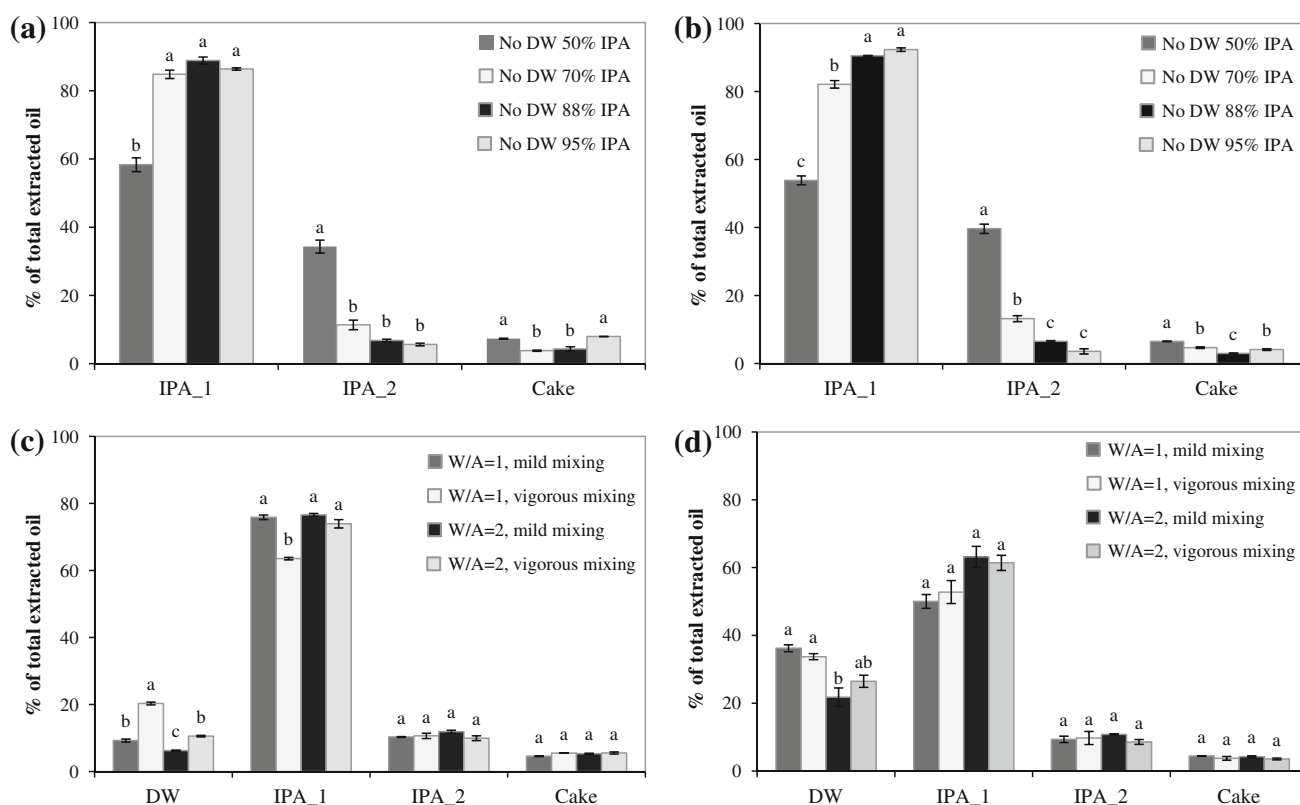 (a)
% of total extracted oil
100
80
60
40
20
0
No DW 50% IPA
No DW 70% IPA
No DW 88% IPA
No DW 95% IPA
b a a a
a b b b
a b b a
IPA_1 IPA_2 Cake
(b)
% of total extracted oil
100
80
60
40
20
0
No DW 50% IPA
No DW 70% IPA
No DW 88% IPA
No DW 95% IPA
c b a a
a b c c
a b c b
IPA_1 IPA_2 Cake
(c)
% of total extracted oil
100
80
60
40
20
0
W/A=1, mild mixing
W/A=1, vigorous mixing
W/A=2, mild mixing
W/A=2, vigorous mixing
b a c b
a b a a
a a a a
a a a a
DW IPA_1 IPA_2 Cake
(d)
% of total extracted oil
100
80
60
40
20
0
W/A=1, mild mixing
W/A=1, vigorous mixing
W/A=2, mild mixing
W/A=2, vigorous mixing
a a b ab
a a a a
a a a a
a a a a
DW IPA_1 IPA_2 Cake